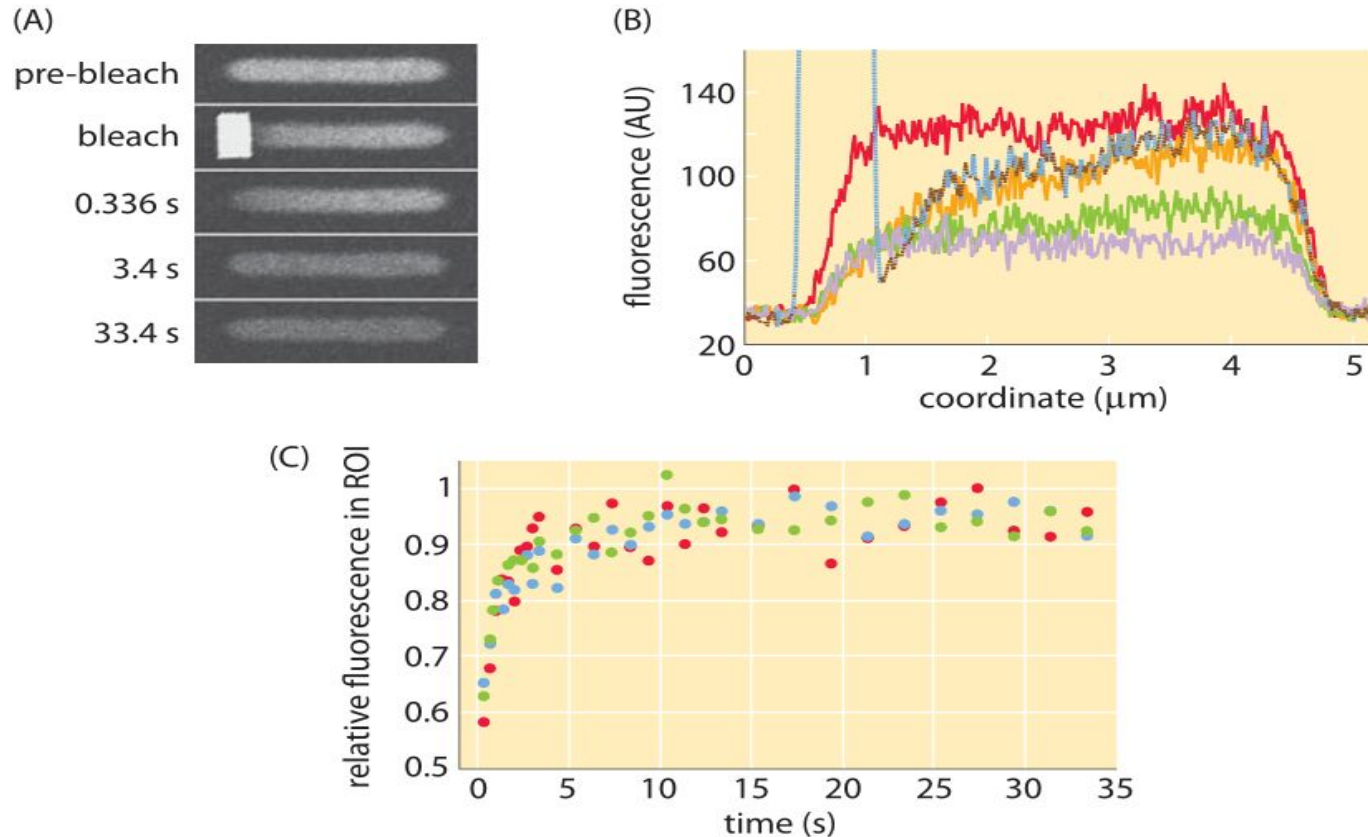 (A)
pre-bleach
bleach
0.336 s
3.4 s
33.4 s
(B)
fluorescence (AU)
140
100
60
20
0 1 2 3 4 5
coordinate (μm)
(C)
relative fluorescence in ROI
1
0.9
0.8
0.7
0.6
0.5
0 5 10 15 20 25 30 35
time (s)